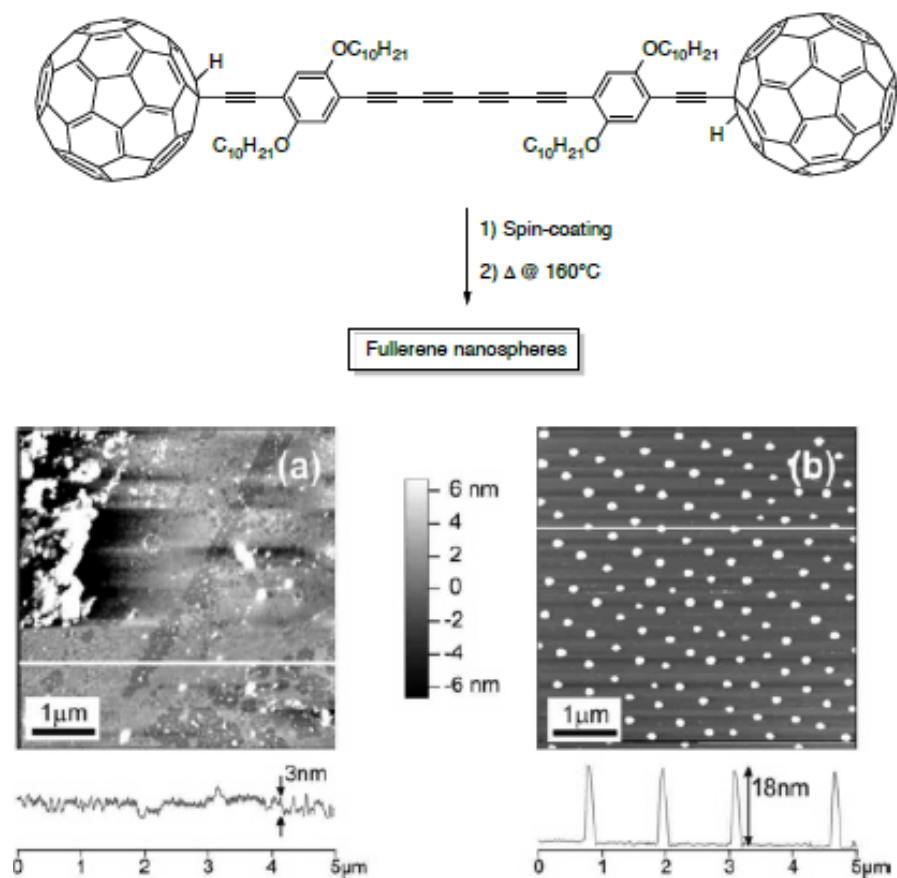 H
OC10H21
OC10H21
C10H21O
C10H21O
H
1) Spin-coating
2) Δ @ 160°C
Fullerene nanospheres
(a)
6 nm
4
2
0
-2
-4
-6 nm
1μm
(b)
1μm
3nm
0 1 2 3 4 5μm
18nm
0 1 2 3 4 5μm